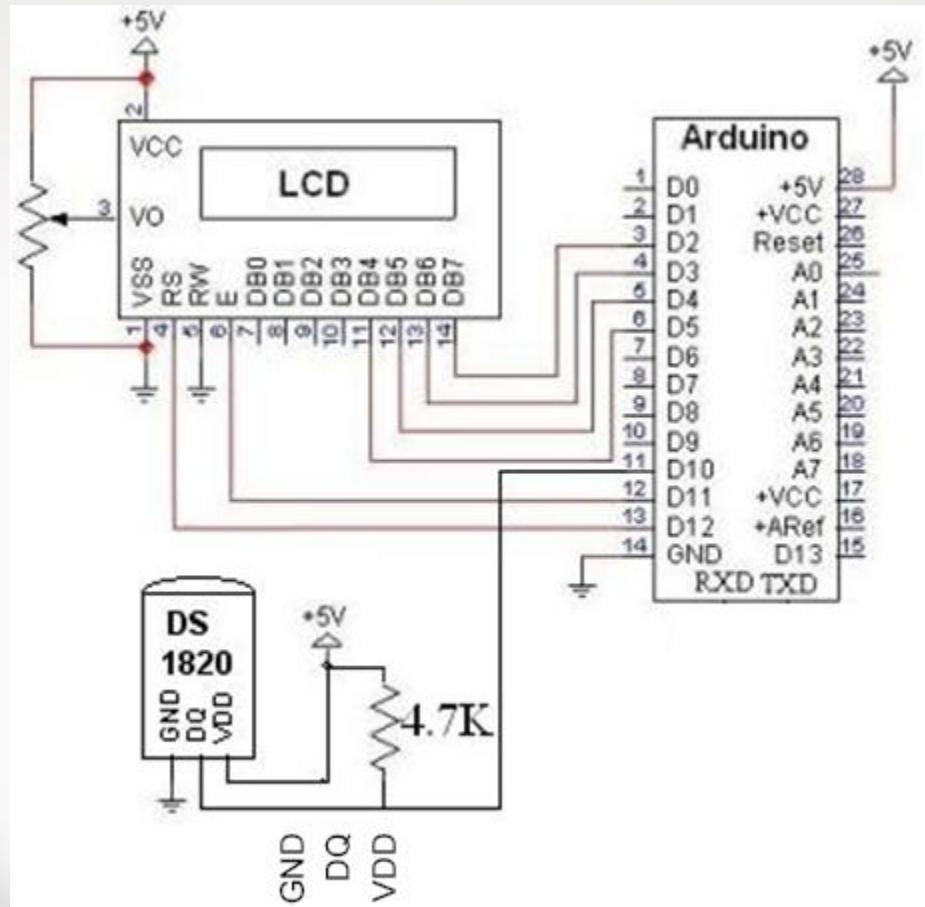 +5V
+5V
2
VCC
LCD
3
VO
VSS
RS
RW
E
DB0
DB1
DB2
DB3
DB4
DB5
DB6
DB7
1
4
5
6
7
8
9
10
11
12
13
14
Arduino
1 D0 +5V 28
2 D1 +VCC 27
3 D2 Reset 26
4 D3 A0 25
5 D4 A1 24
6 D5 A2 23
7 D6 A3 22
8 D7 A4 21
9 D8 A5 20
10 D9 A6 19
11 D10 A7 18
12 D11 +VCC 17
13 D12 +ARef 16
14 GND D13 15
RXD TXD
DS
1820
GND
DQ
VDD
+5V
4.7K
GND
DQ
VDD